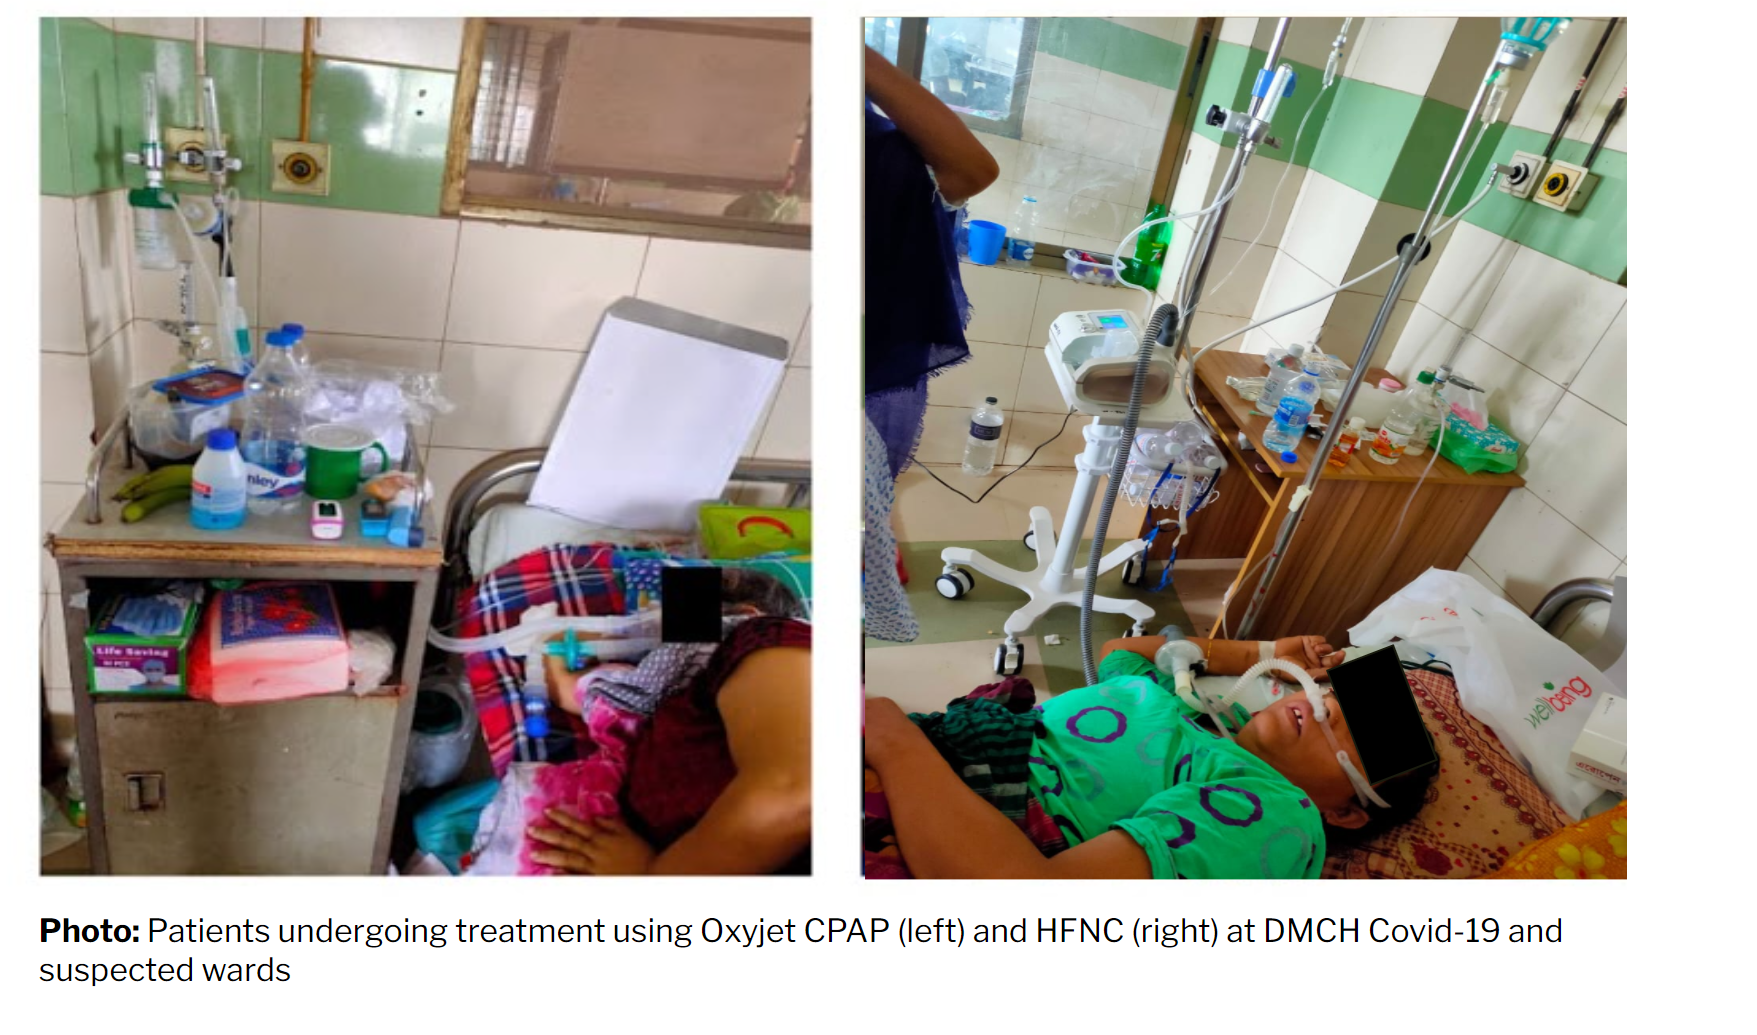 nley
Life Saving
wellbeing
Photo: Patients undergoing treatment using Oxyjet CPAP (left) and HFNC (right) at DMCH Covid-19 and
suspected wards